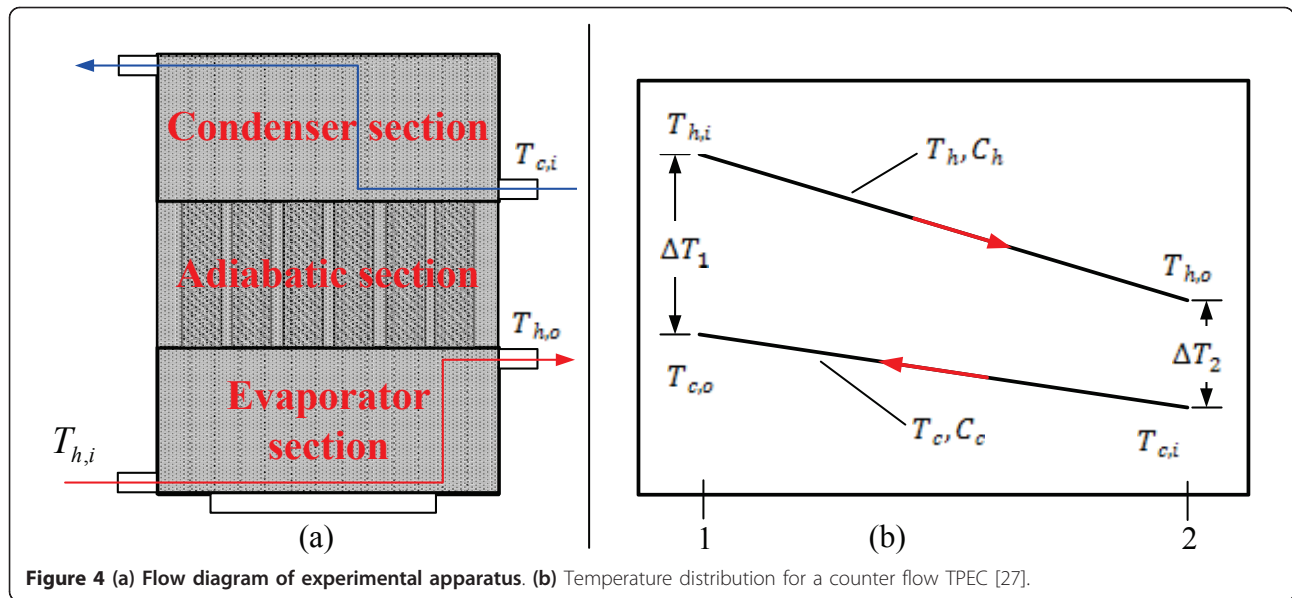 Condenser section
T_{c,i}
Adiabatic section
T_{h,o}
Evaporator
section
T_{h,i}
(a)
T_{h,i}
T_h, C_h
ΔT_1
T_{h,o}
ΔT_2
T_{c,o}
T_c, C_c
T_{c,i}
1
(b)
2
Figure 4 (a) Flow diagram of experimental apparatus. (b) Temperature distribution for a counter flow TPEC [27].